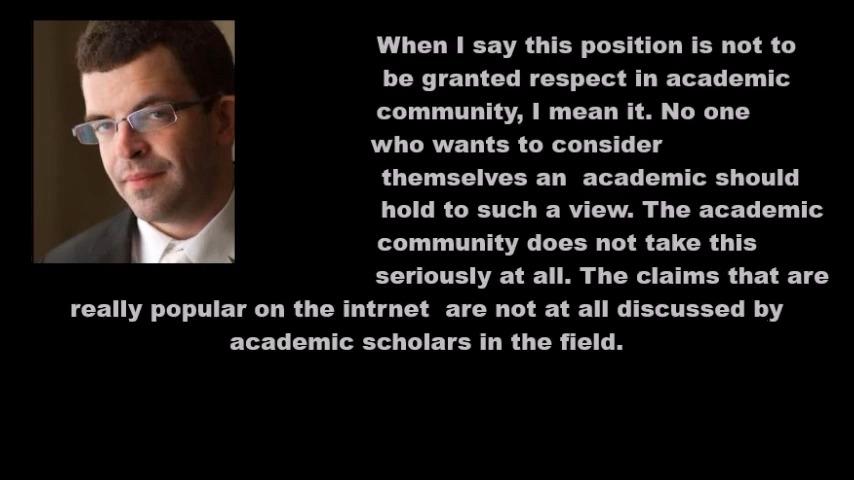 When I say this position is not to
be granted respect in academic
community, I mean it. No one
who wants to consider
themselves an  academic should
hold to such a view. The academic
community does not take this
seriously at all. The claims that are
really popular on the intrnet  are not at all discussed by
academic scholars in the field.